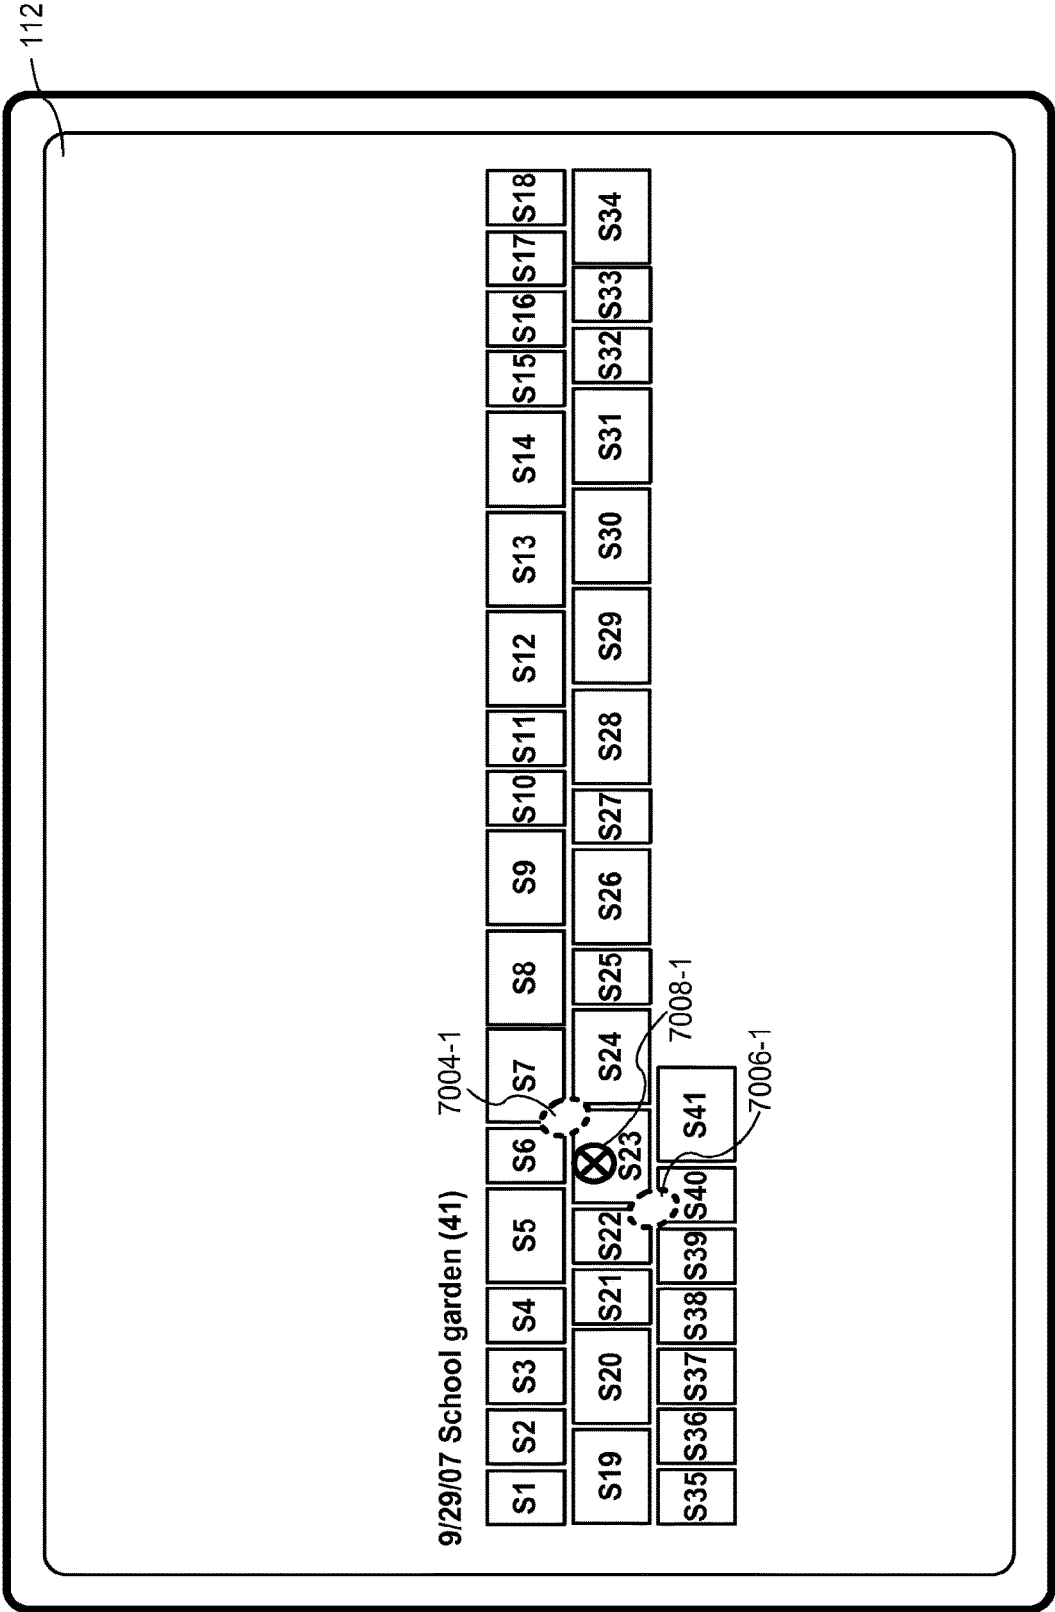 112
9/29/07 School garden (41)
7004-1
S1 S2 S3 S4 S5 S6 S7 S8 S9 S10 S11 S12 S13 S14 S15 S16 S17 S18
S19 S20 S21 S22 S23 S24 S25 S26 S27 S28 S29 S30 S31 S32 S33 S34
7008-1
S35 S36 S37 S38 S39 S40 S41
7006-1